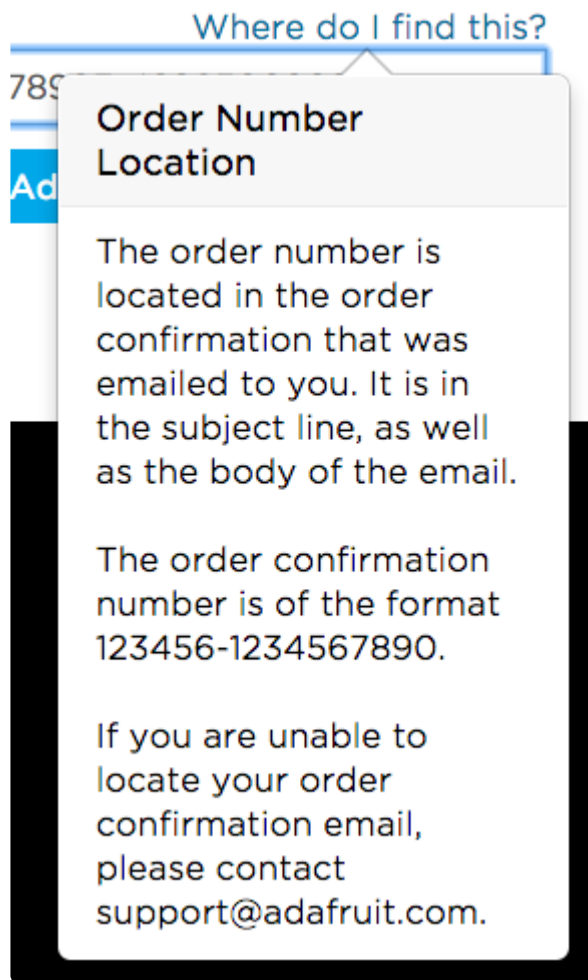 Where do I find this?
789
Ad
Order Number
Location
The order number is
located in the order
confirmation that was
emailed to you. It is in
the subject line, as well
as the body of the email.
The order confirmation
number is of the format
123456-1234567890.
If you are unable to
locate your order
confirmation email,
please contact
support@adafruit.com.